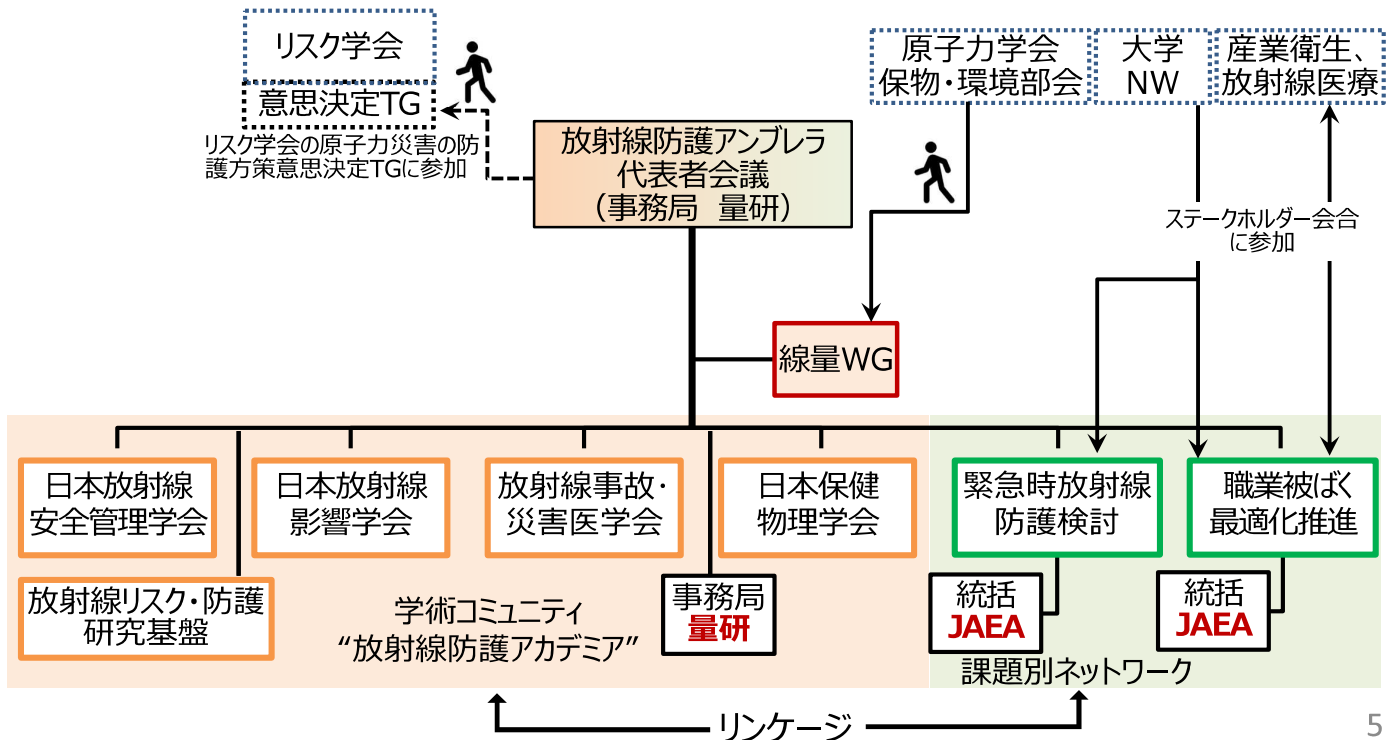 リスク学会
意思決定TG
リスク学会の原子力災害の防
護方策意思決定TGに参加
放射線防護アンブレラ
代表者会議
（事務局　量研）
原子力学会
保物・環境部会
大学
NW
産業衛生、
放射線医療
ステークホルダー会合
に参加
線量WG
日本放射線
安全管理学会
日本放射線
影響学会
放射線事故・
災害医学会
日本保健
物理学会
緊急時放射線
防護検討
職業被ばく
最適化推進
放射線リスク・防護
研究基盤
学術コミュニティ
“放射線防護アカデミア”
事務局
量研
統括
JAEA
統括
JAEA
課題別ネットワーク
リンケージ
5